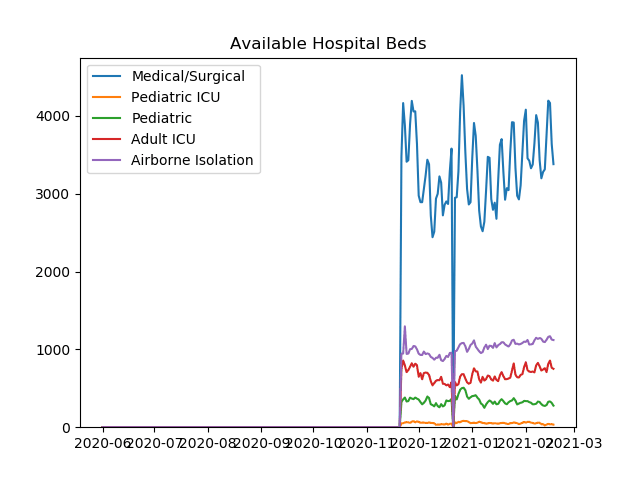 Available Hospital Beds
Medical/Surgical
Pediatric ICU
Pediatric
Adult ICU
Airborne Isolation
4000
3000
2000
1000
0
2020-06 2020-07 2020-08 2020-09 2020-10 2020-11 2020-12 2021-01 2021-02 2021-03